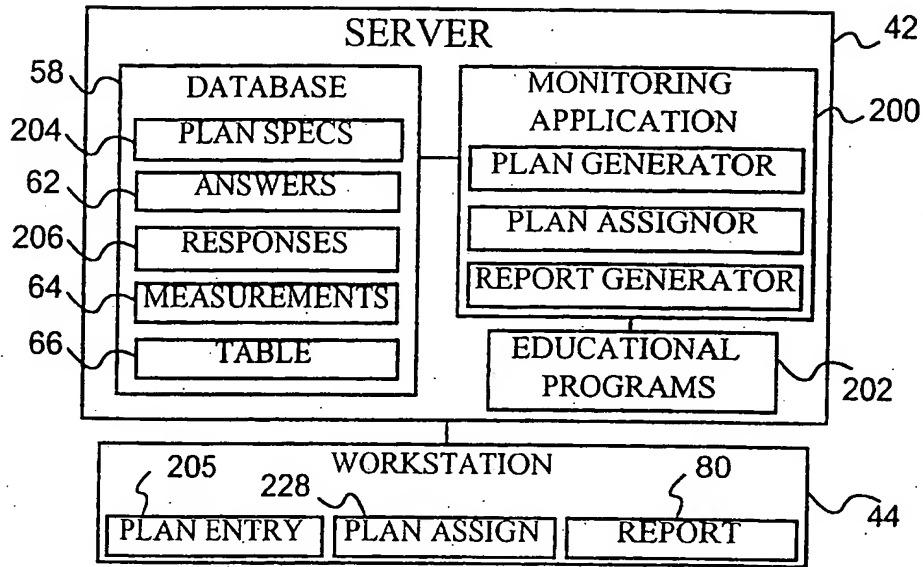 SERVER
42
58
DATABASE
204
PLAN SPECS
62
ANSWERS
206
RESPONSES
64
MEASUREMENTS
66
TABLE
MONITORING
APPLICATION
200
PLAN GENERATOR
PLAN ASSIGNOR
REPORT GENERATOR
EDUCATIONAL
PROGRAMS
202
WORKSTATION
205
228
80
44
PLAN ENTRY
PLAN ASSIGN
REPORT